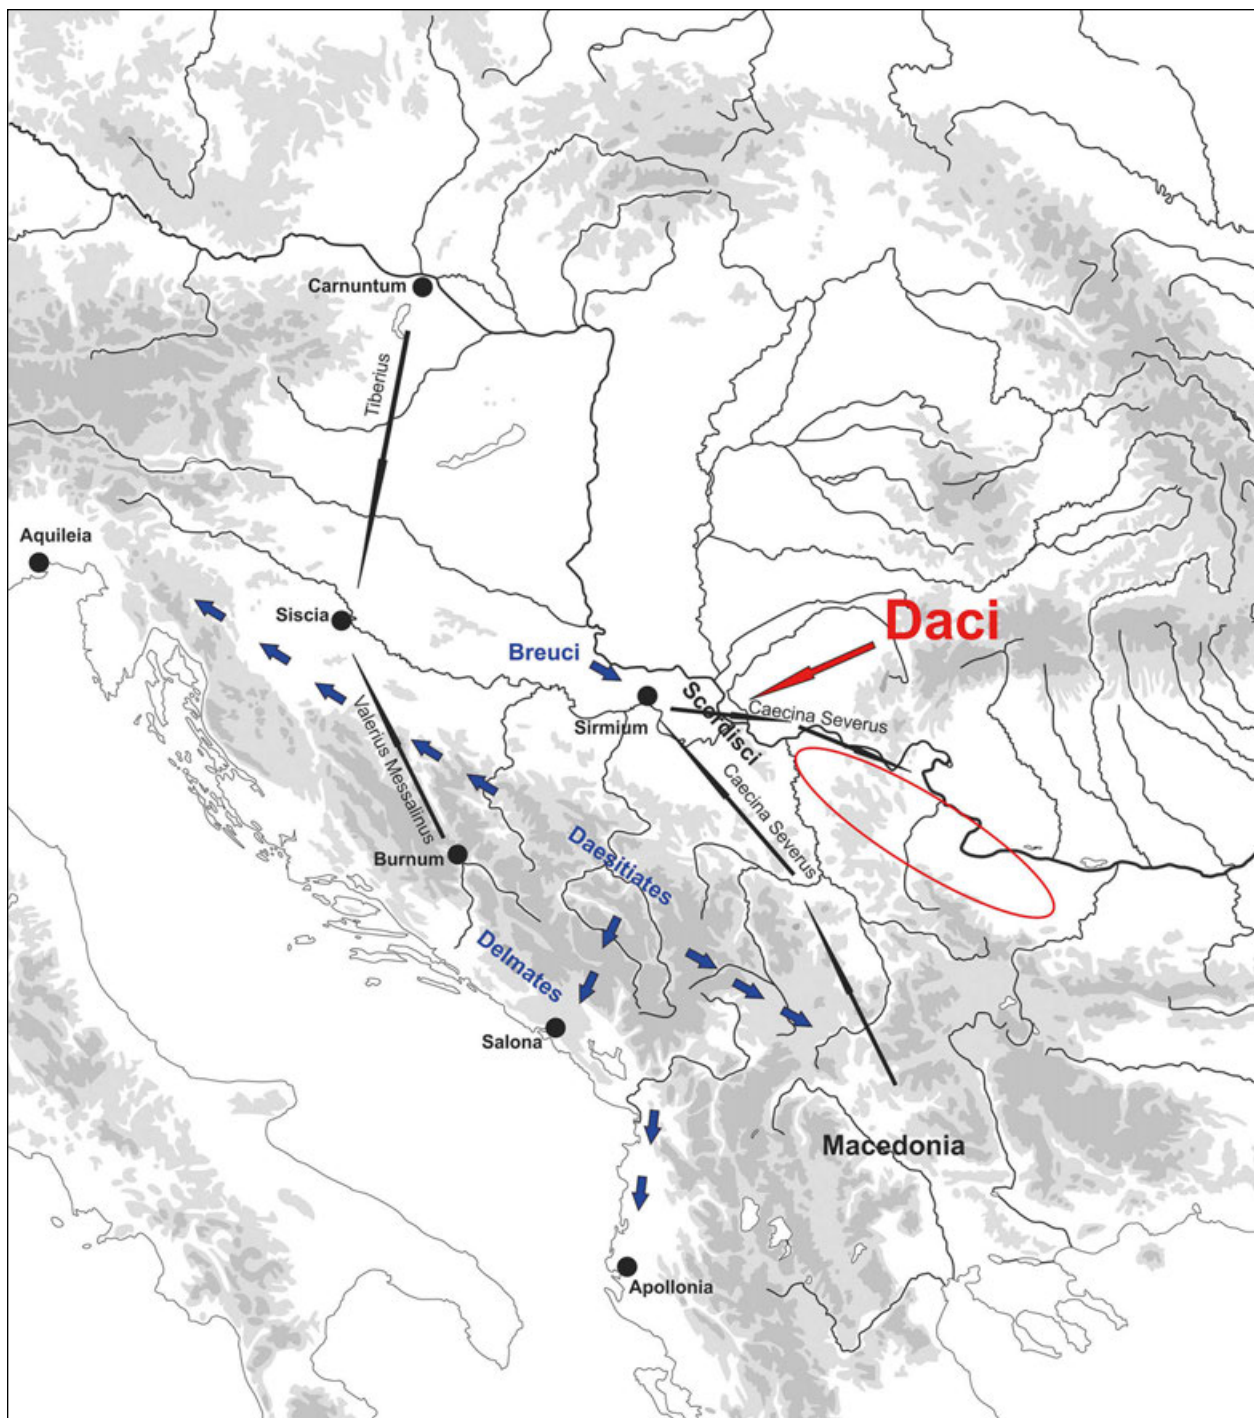 Carnuntum
Tiberius
Aquileia
Siscia
Daci
Breuci
Scordisci
Sirmium
Caecina Severus
Valerius Messalinus
Caecina Severus
Burnum
Daesitiates
Delmates
Salona
Macedonia
Apollonia